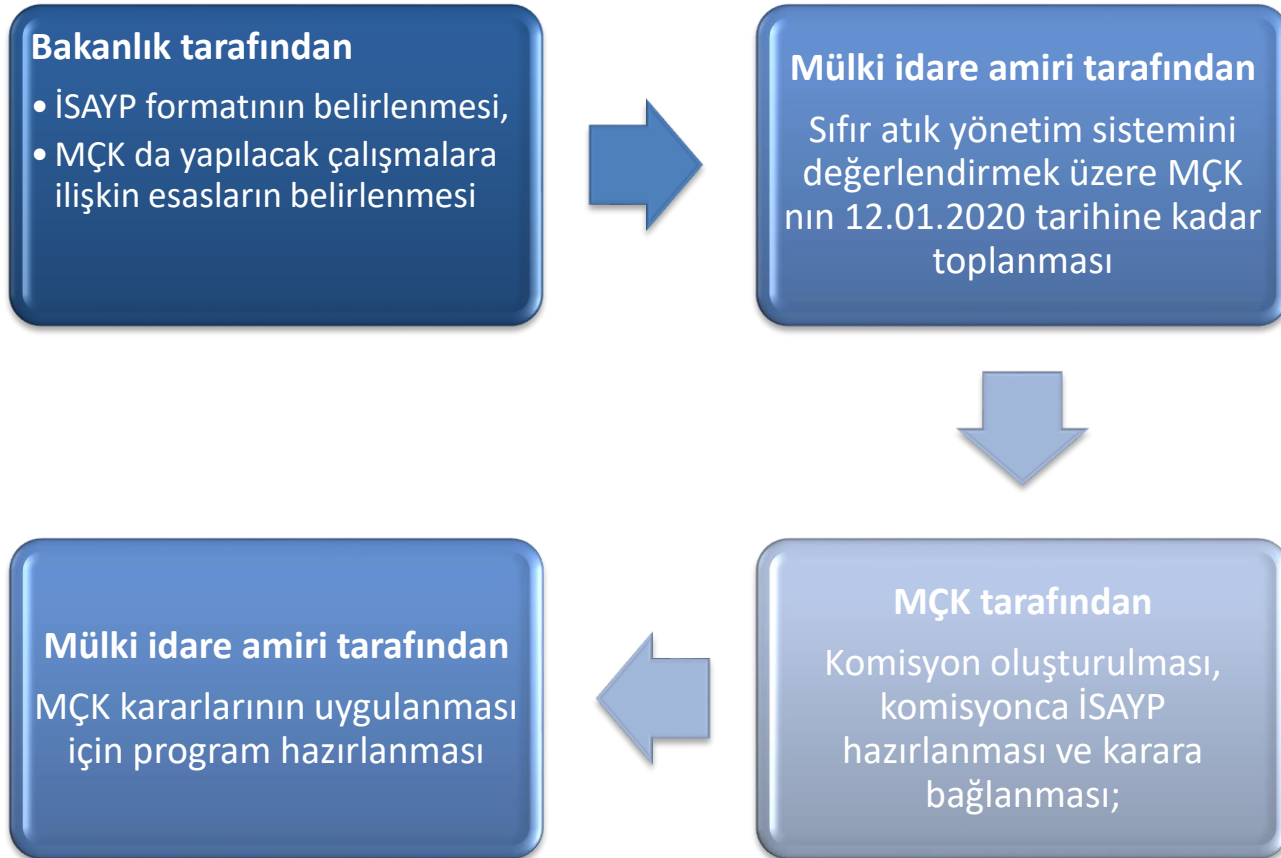 Bakanlık tarafından
• İSAYP formatının belirlenmesi,
• MÇK da yapılacak çalışmalara
ilişkin esasların belirlenmesi
Mülki idare amiri tarafından
Sıfır atık yönetim sistemini
değerlendirmek üzere MÇK
nın 12.01.2020 tarihine kadar
toplanması
MÇK tarafından
Komisyon oluşturulması,
komisyonca İSAYP
hazırlanması ve karara
bağlanması;
Mülki idare amiri tarafından
MÇK kararlarının uygulanması
için program hazırlanması